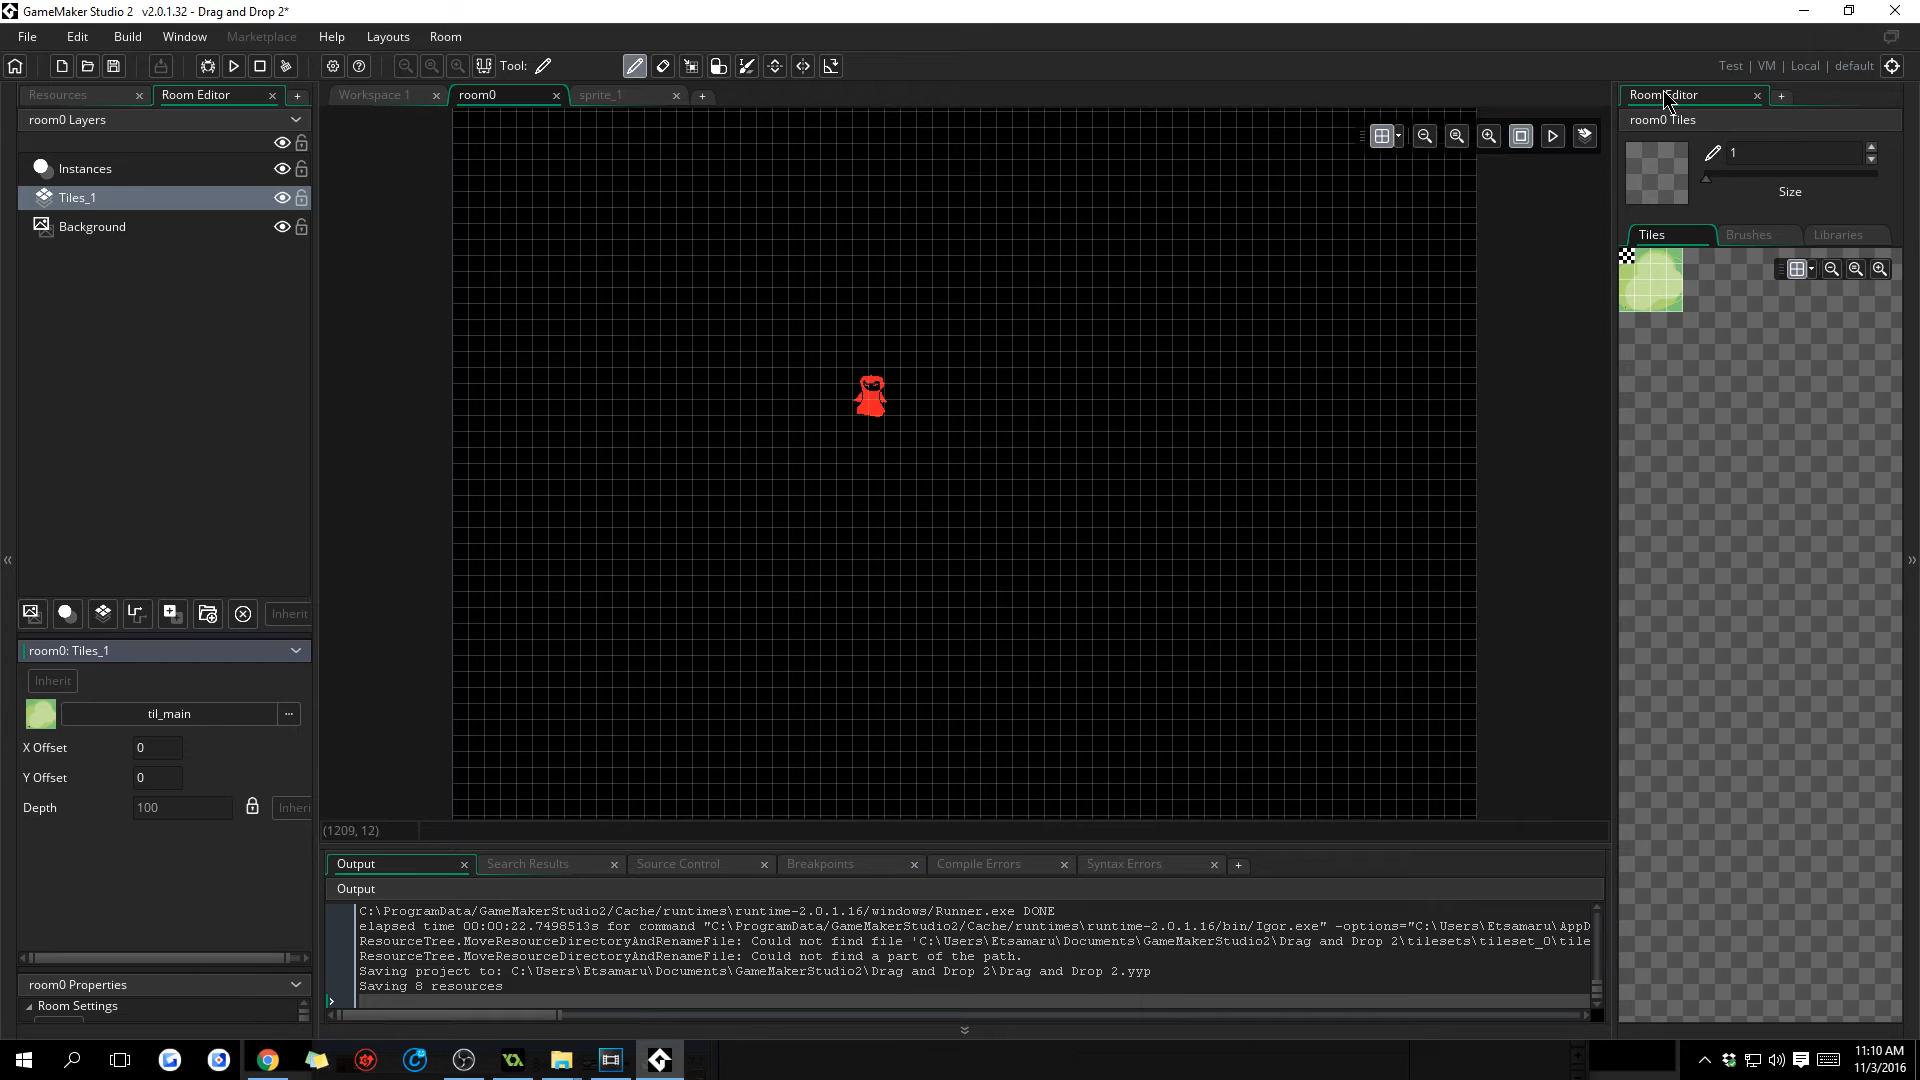 GameMaker Studio 2   v2.0.1.32 - Drag and Drop 2*
File Edit Build Window Marketplace Help Layouts Room
Tool:
Test | VM | Local | default
Resources
Room Editor
Workspace 1
room0
sprite_1
Room Editor
room0 Layers
Instances
Tiles_1
Background
room0 Tiles
1
Size
Tiles Brushes Libraries
Inherit
room0: Tiles_1
Inherit
til_main
...
X Offset 0
Y Offset 0
Depth 100
Inheri
room0 Properties
Room Settings
(1209, 12)
Output Search Results Source Control Breakpoints Compile Errors Syntax Errors
Output
C:\ProgramData/GameMakerStudio2/Cache/runtimes\runtime-2.0.1.16/windows/Runner.exe DONE
elapsed time 00:00:22.7498513s for command "C:\ProgramData/GameMakerStudio2/Cache/runtimes\runtime-2.0.1.16/bin/Igor.exe" -options="C:\Users\Etsamaru\AppD
ResourceTree.MoveResourceDirectoryAndRenameFile: Could not find file 'C:\Users\Etsamaru\Documents\GameMakerStudio2\Drag and Drop 2\tilesets\tileset_0\tile
ResourceTree.MoveResourceDirectoryAndRenameFile: Could not find a part of the path.
Saving project to: C:\Users\Etsamaru\Documents\GameMakerStudio2\Drag and Drop 2\Drag and Drop 2.yyp
Saving 8 resources
11:10 AM
11/3/2016